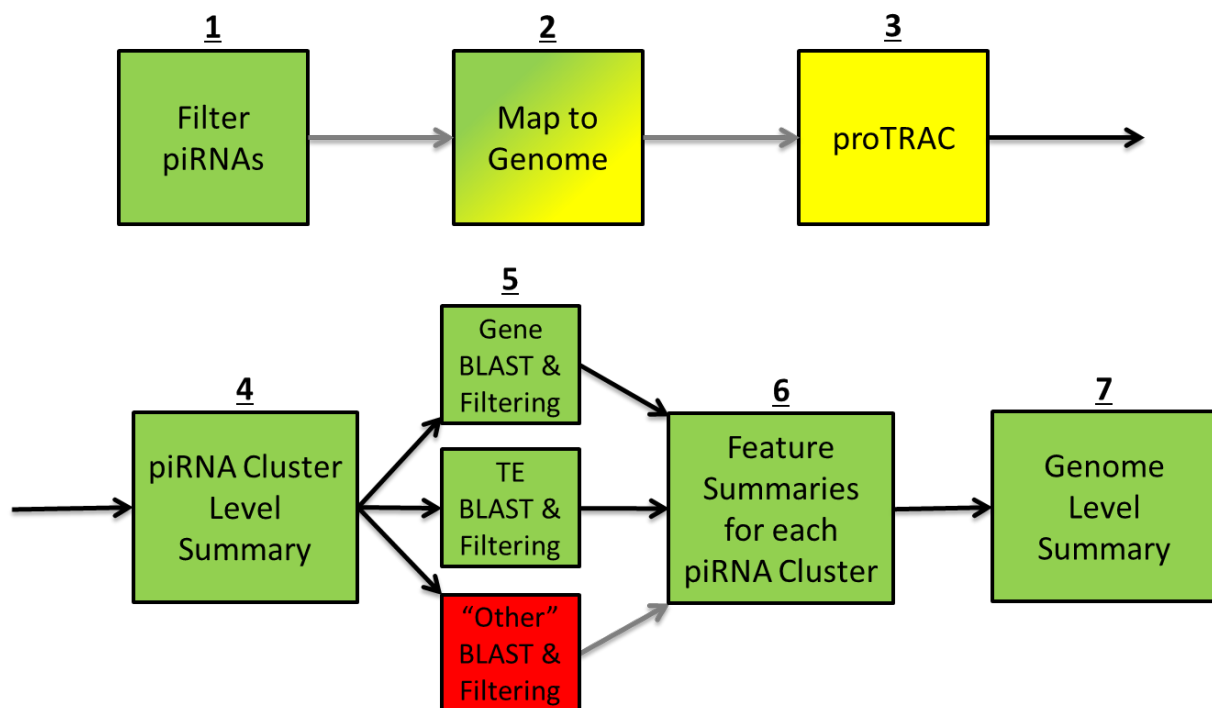 1
Filter
piRNAs
2
Map to
Genome
3
proTRAC
4
piRNA Cluster
Level
Summary
5
Gene
BLAST &
Filtering
TE
BLAST &
Filtering
“Other”
BLAST &
Filtering
6
Feature
Summaries
for each
piRNA Cluster
7
Genome
Level
Summary